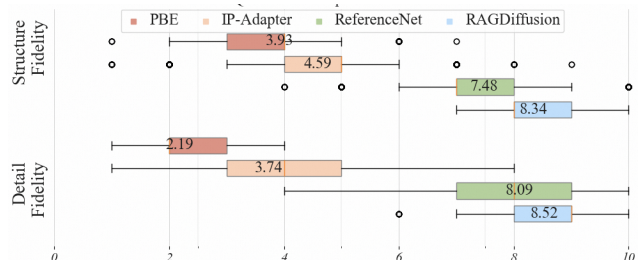 PBE IP-Adapter ReferenceNet RAGDiffusion
Structure
Fidelity
3.93
4.59
7.48
8.34
Detail
Fidelity
2.19
3.74
8.09
8.52
0 2 4 6 8 10